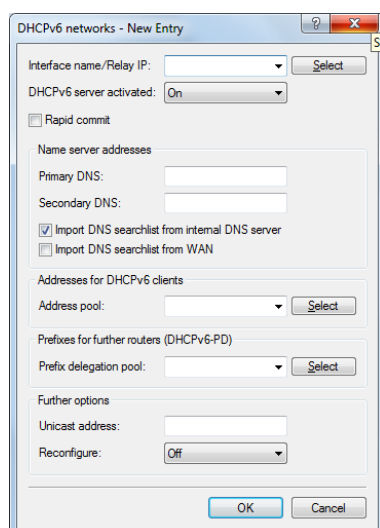 DHCPv6 networks - New Entry
?
X
S
Interface name/Relay IP:
Select
DHCPv6 server activated: On
Rapid commit
Name server addresses
Primary DNS:
Secondary DNS:
Import DNS searchlist from internal DNS server
Import DNS searchlist from WAN
Addresses for DHCPv6 clients
Address pool:
Select
Prefixes for further routers (DHCPv6-PD)
Prefix delegation pool:
Select
Further options
Unicast address:
Reconfigure: Off
OK
Cancel